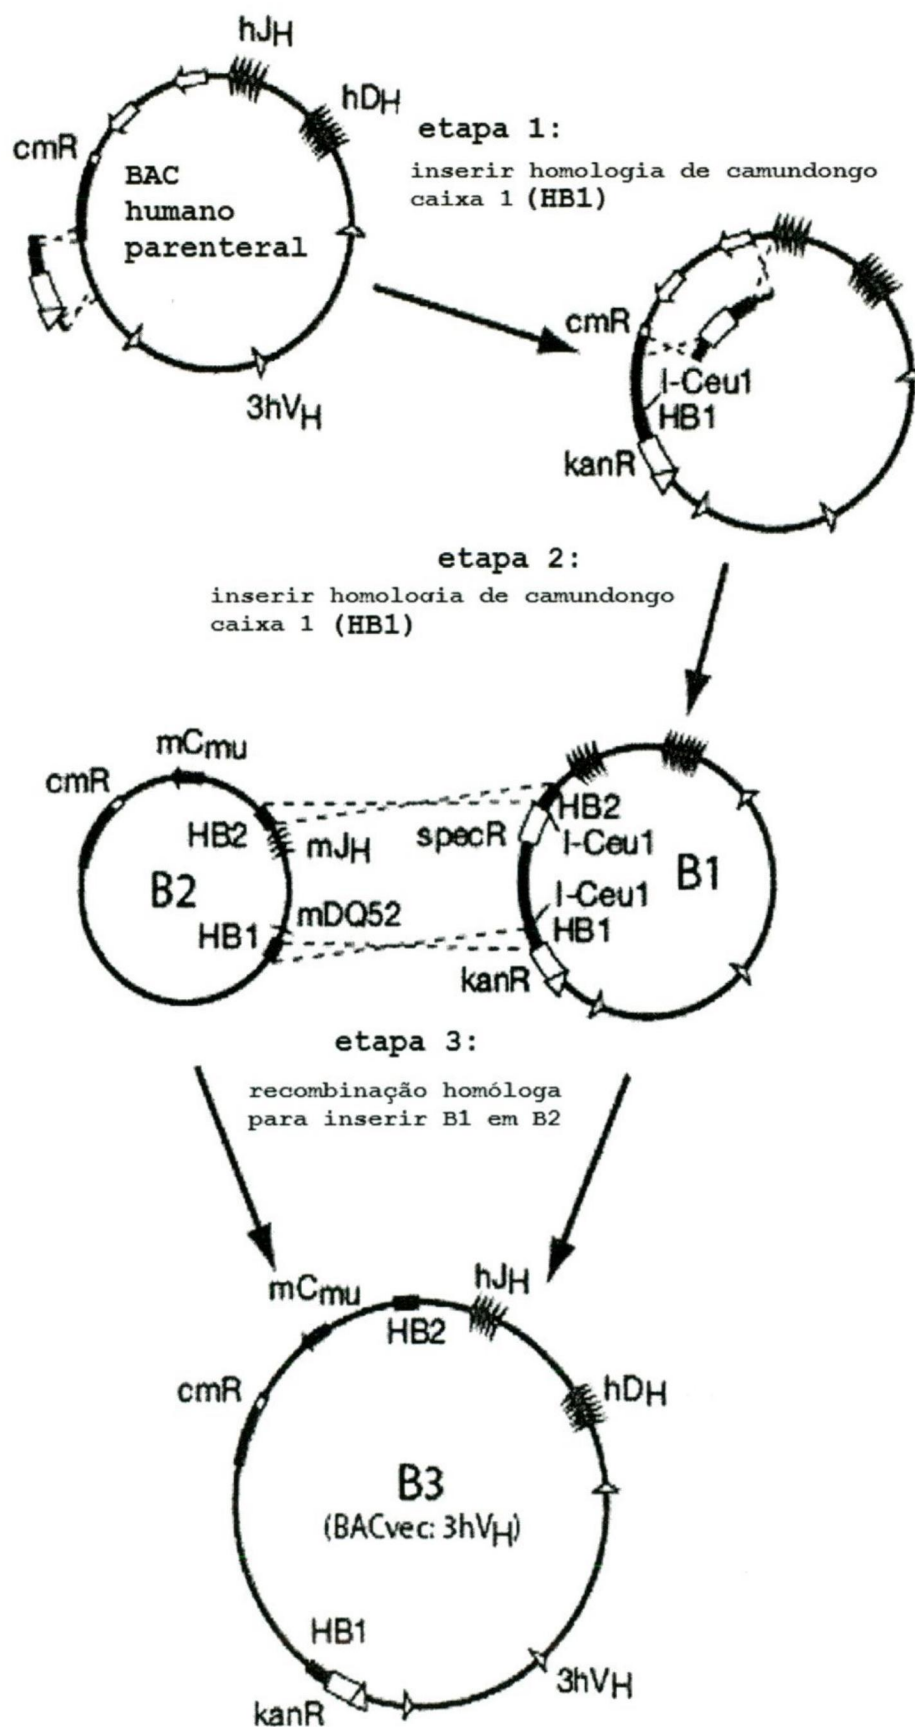 hJH
hDH
cmR
BAC
humano
parenteral
3hVH
etapa 1:
inserir homologia de camundongo
caixa 1 (HB1)
cmR
I-Ceu1
HB1
kanR
etapa 2:
inserir homologia de camundongo
caixa 1 (HB1)
mCmu
cmR
HB2
mJH
B2
mDQ52
HB1
HB2
specR
I-Ceu1
B1
I-Ceu1
HB1
kanR
etapa 3:
recombinação homóloga
para inserir B1 em B2
mCmu
hJH
HB2
cmR
hDH
B3
(BACvec: 3hVH)
HB1
3hVH
kanR